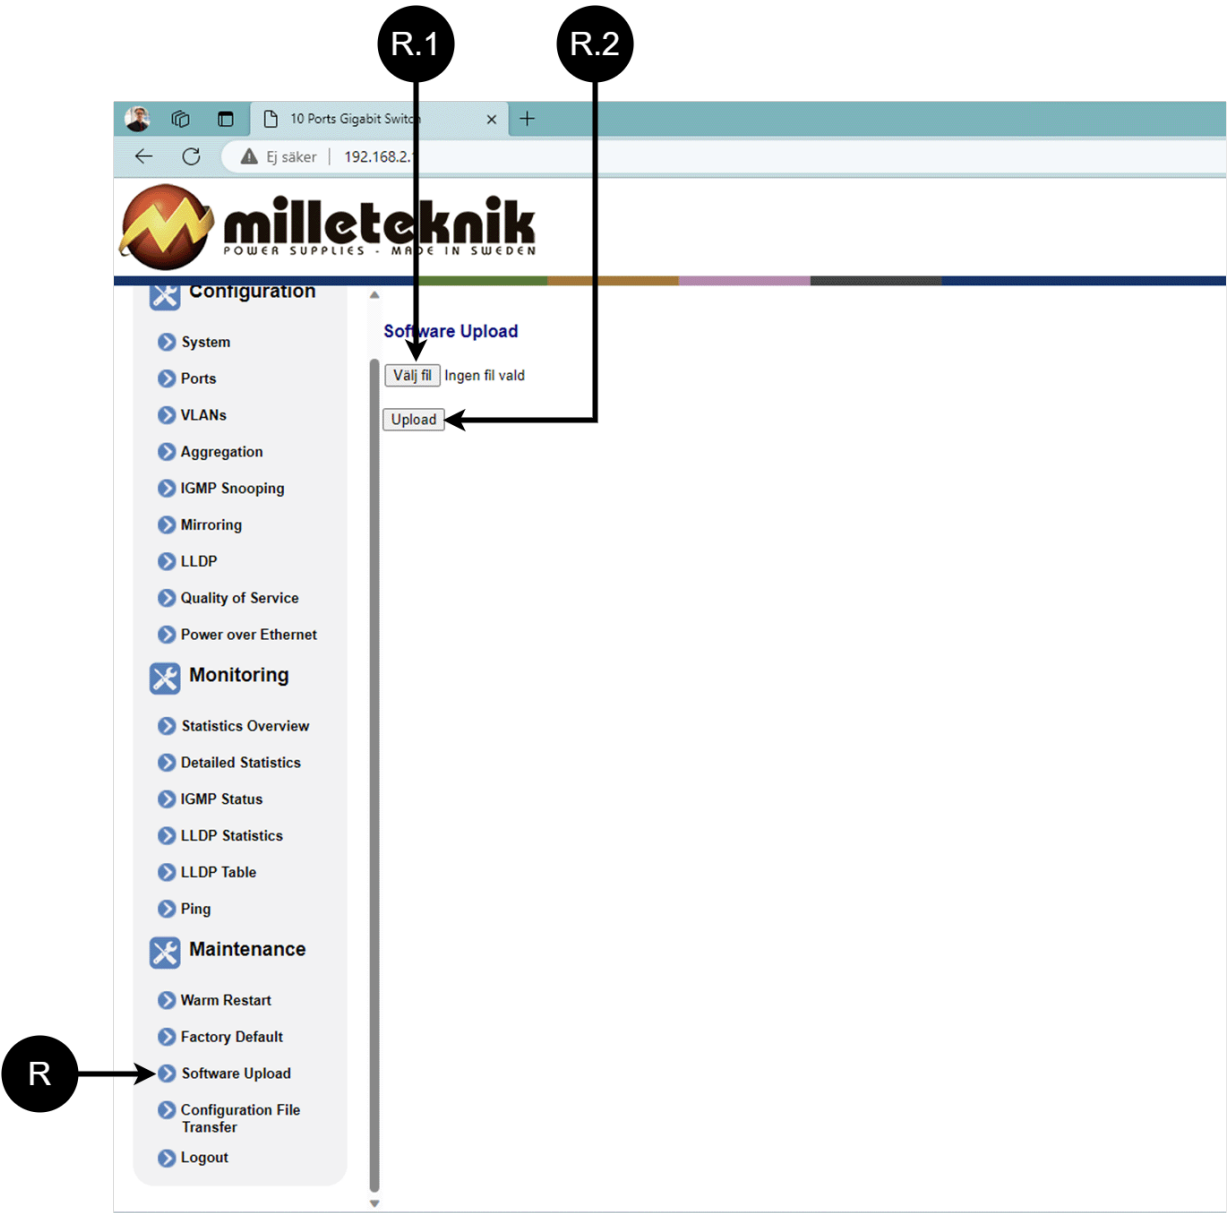 R.1
R.2
10 Ports Gigabit Switch
Ej säker | 192.168.2.1
milleteknik
POWER SUPPLIES - MADE IN SWEDEN
Configuration
System
Ports
VLANs
Aggregation
IGMP Snooping
Mirroring
LLDP
Quality of Service
Power over Ethernet
Monitoring
Statistics Overview
Detailed Statistics
IGMP Status
LLDP Statistics
LLDP Table
Ping
Maintenance
Warm Restart
Factory Default
Software Upload
Configuration File
Transfer
Logout
Software Upload
Välj fil Ingen fil vald
Upload
R